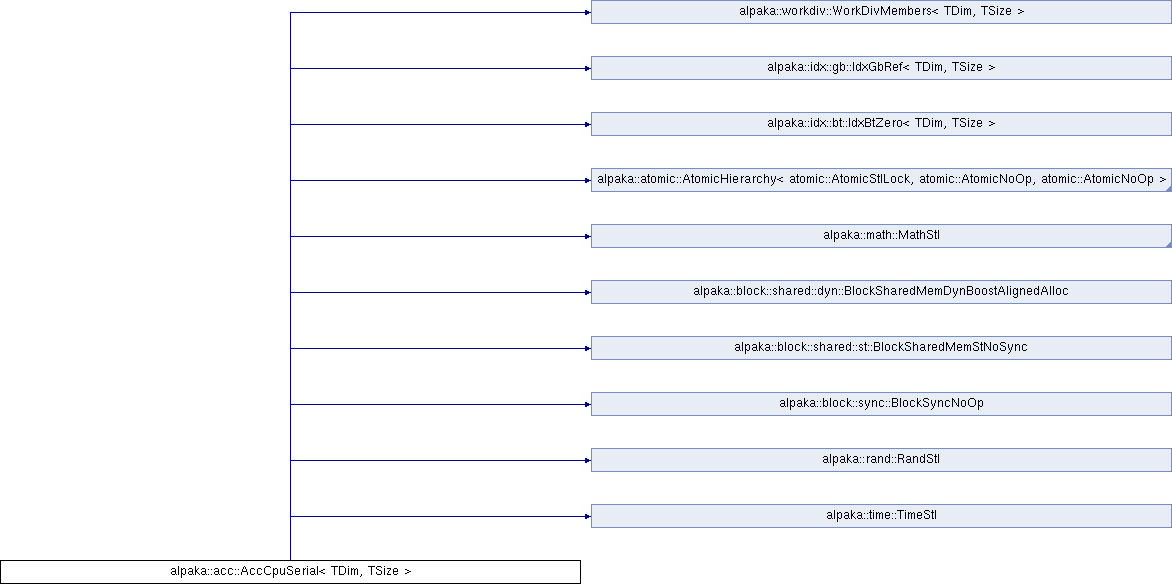 alpaka::workdiv::WorkDivMembers< TDim, TSize >
alpaka::idx::gb::IdxGbRef< TDim, TSize >
alpaka::idx::bt::IdxBtZero< TDim, TSize >
alpaka::atomic::AtomicHierarchy< atomic::AtomicStlLock, atomic::AtomicNoOp, atomic::AtomicNoOp >
alpaka::math::MathStl
alpaka::block::shared::dyn::BlockSharedMemDynBoostAlignedAlloc
alpaka::block::shared::st::BlockSharedMemStNoSync
alpaka::block::sync::BlockSyncNoOp
alpaka::rand::RandStl
alpaka::time::TimeStl
alpaka::acc::AccCpuSerial< TDim, TSize >